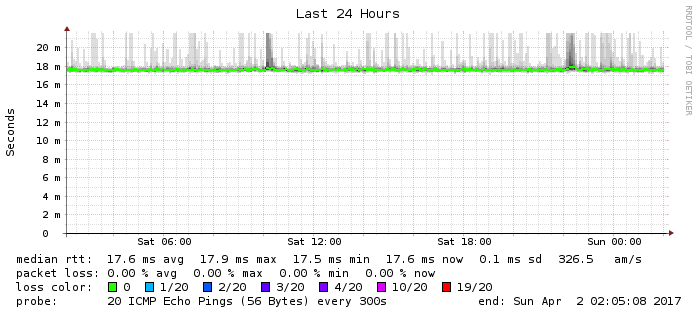 Last 24 Hours
RRDTOOL / TOBI OETIKER
Seconds
20 m
18 m
16 m
14 m
12 m
10 m
8 m
6 m
4 m
2 m
0
Sat 06:00 Sat 12:00 Sat 18:00 Sun 00:00
median rtt: 17.6 ms avg 17.9 ms max 17.5 ms min 17.6 ms now 0.1 ms sd 326.5 am/s
packet loss: 0.00 % avg 0.00 % max 0.00 % min 0.00 % now
loss color: 0 1/20 2/20 3/20 4/20 10/20 19/20
probe: 20 ICMP Echo Pings (56 Bytes) every 300s end: Sun Apr 2 02:05:08 2017